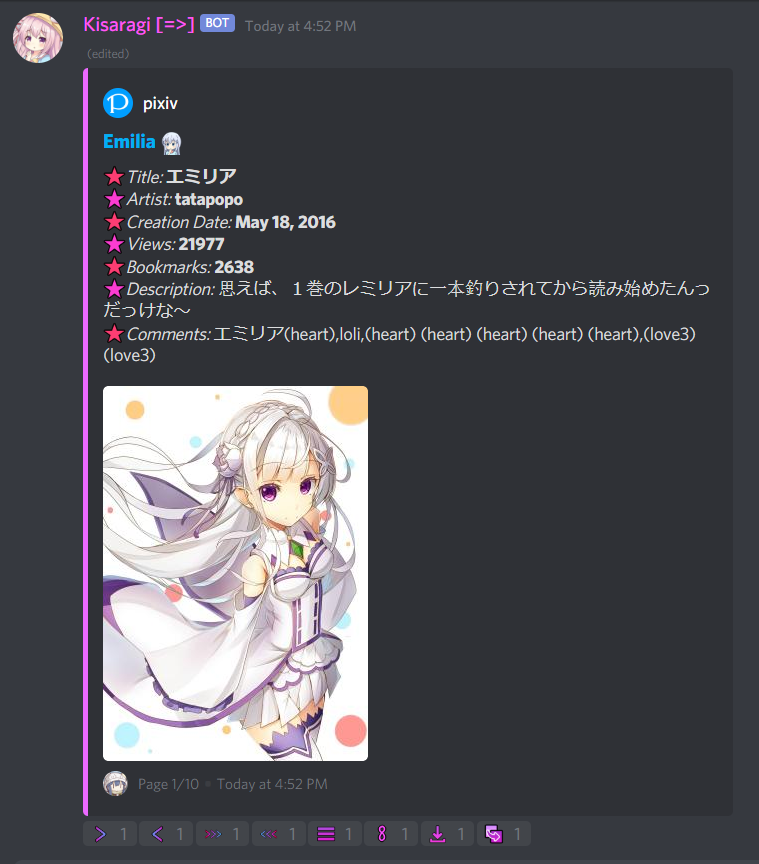 Kisaragi [=>] BOT Today at 4:52 PM
(edited)
pixiv
Emilia
Title: エミリア
Artist: tatapopo
Creation Date: May 18, 2016
Views: 21977
Bookmarks: 2638
Description: 思えば、１巻のレミリアに一本釣りされてから読み始めたんっ
だっけな～
Comments: エミリア(heart),loli,(heart) (heart) (heart) (heart) (heart),(love3)
(love3)
Page 1/10 • Today at 4:52 PM
1 1 1 1 1 1 1 1